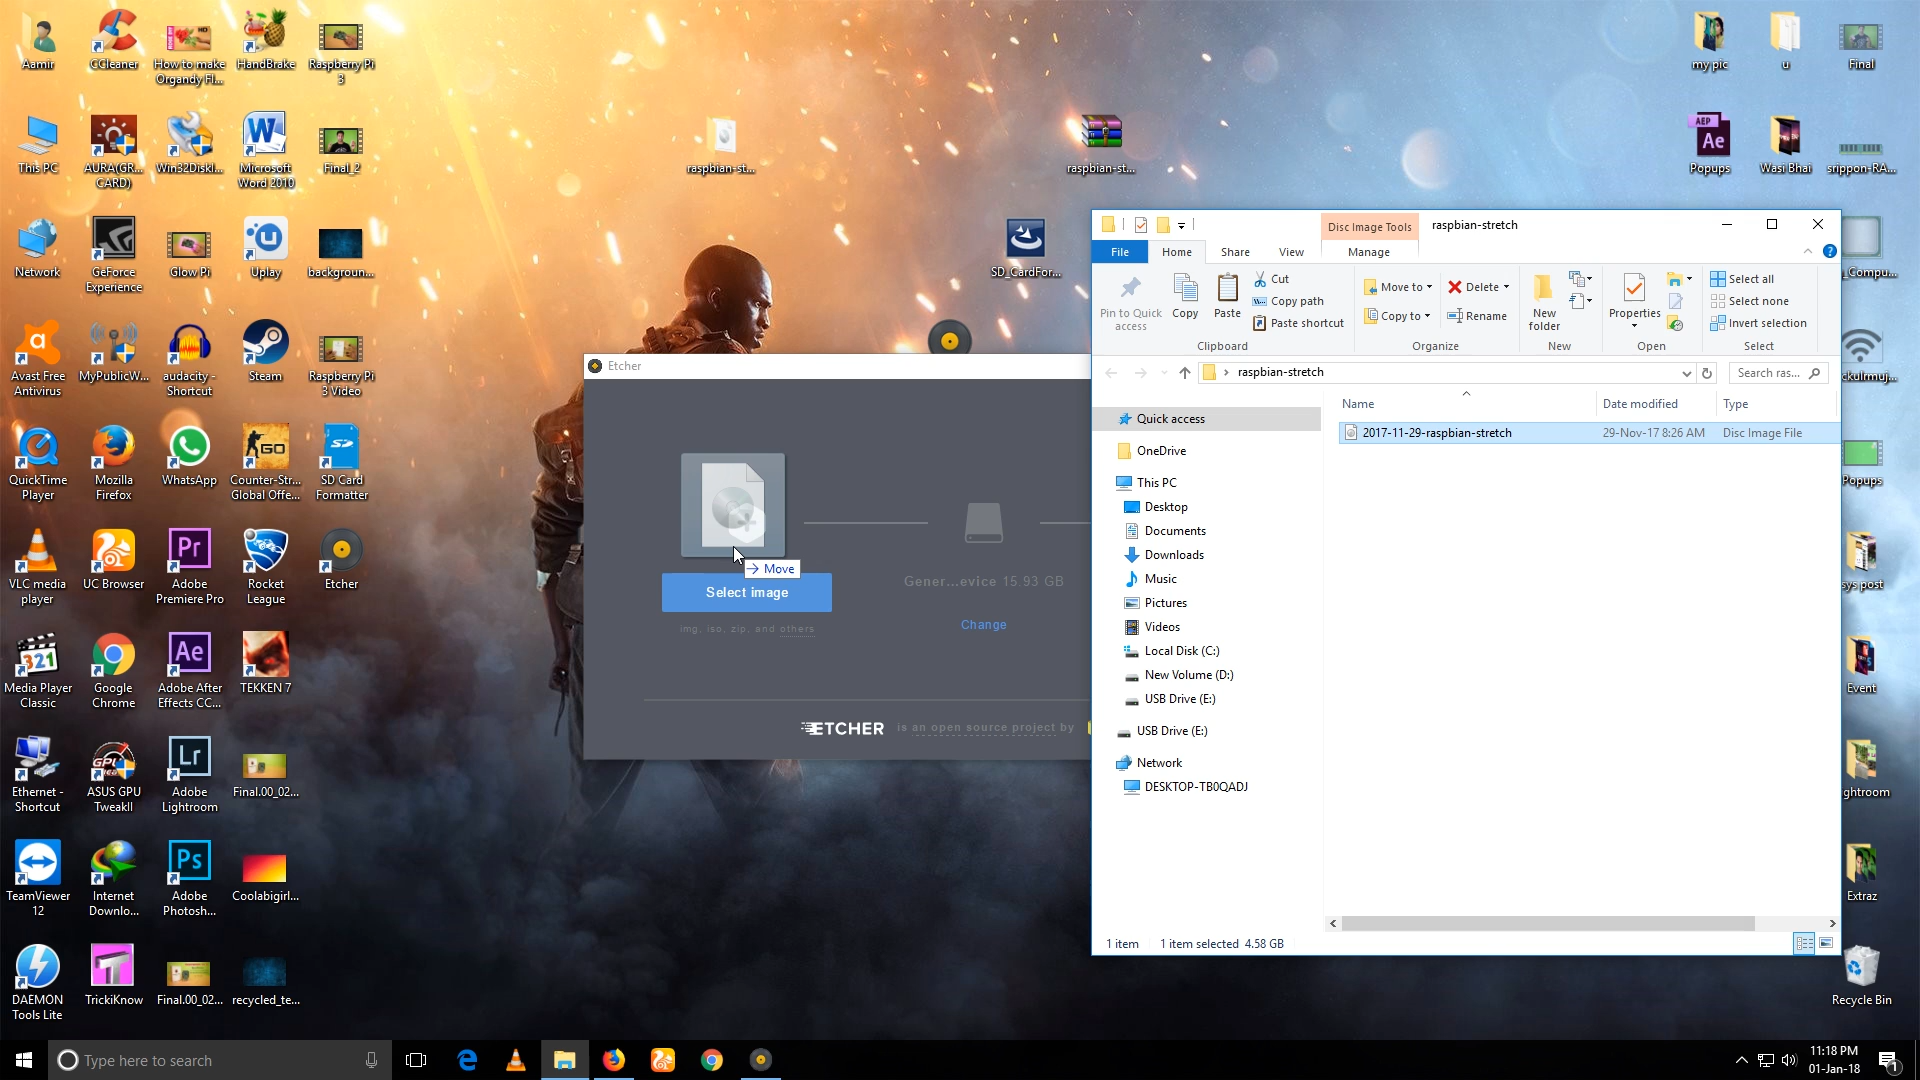 Aamir
CCleaner
How to make
Organdy Fl...
HandBrake
Raspberry Pi
3
my pic
u
Final
This PC
AURA(GR...
CARD)
Win32DiskI...
Microsoft
Word 2010
Final_2
raspbian-st...
raspbian-st...
AEP
Ae
Popups
Wasi Bhai
srippon-RA...
Network
GeForce
Experience
Glow Pi
Uplay
backgroun...
SD_CardFor...
Disc Image Tools
raspbian-stretch
File
Home
Share
View
Manage
Pin to Quick
access
Copy
Paste
Cut
Copy path
Paste shortcut
Clipboard
Move to
Copy to
Delete
Rename
Organize
New
folder
New
Properties
Open
Select all
Select none
Invert selection
Select
Avast Free
Antivirus
MyPublicW...
audacity -
Shortcut
Steam
Raspberry Pi
3 Video
Etcher
raspbian-stretch
Search ras...
Name
Date modified
Type
2017-11-29-raspbian-stretch
29-Nov-17 8:26 AM
Disc Image File
Quick access
OneDrive
This PC
Desktop
Documents
Downloads
Music
Pictures
Videos
Local Disk (C:)
New Volume (D:)
USB Drive (E:)
USB Drive (E:)
Network
DESKTOP-TB0QADJ
1 item
1 item selected 4.58 GB
Move
Select image
img, iso, zip, and others
Gener...evice 15.93 GB
Change
ETCHER
is an open source project by
QuickTime
Player
Mozilla
Firefox
WhatsApp
GO
Counter-Str...
Global Offe...
SD
SD Card
Formatter
Popups
VLC media
player
UC Browser
Pr
Adobe
Premiere Pro
Rocket
League
Etcher
sys post
321
Media Player
Classic
Google
Chrome
Ae
Adobe After
Effects CC...
TEKKEN 7
Event
Ethernet -
Shortcut
GPU
ASUS GPU
TweakII
Lr
Adobe
Lightroom
Final.00_02...
ghtroom
TeamViewer
12
Internet
Downlo...
Ps
Adobe
Photosh...
Coolabigirl...
Extraz
DAEMON
Tools Lite
TrickiKnow
Final.00_02...
recycled_te...
Recycle Bin
Type here to search
11:18 PM
01-Jan-18
1